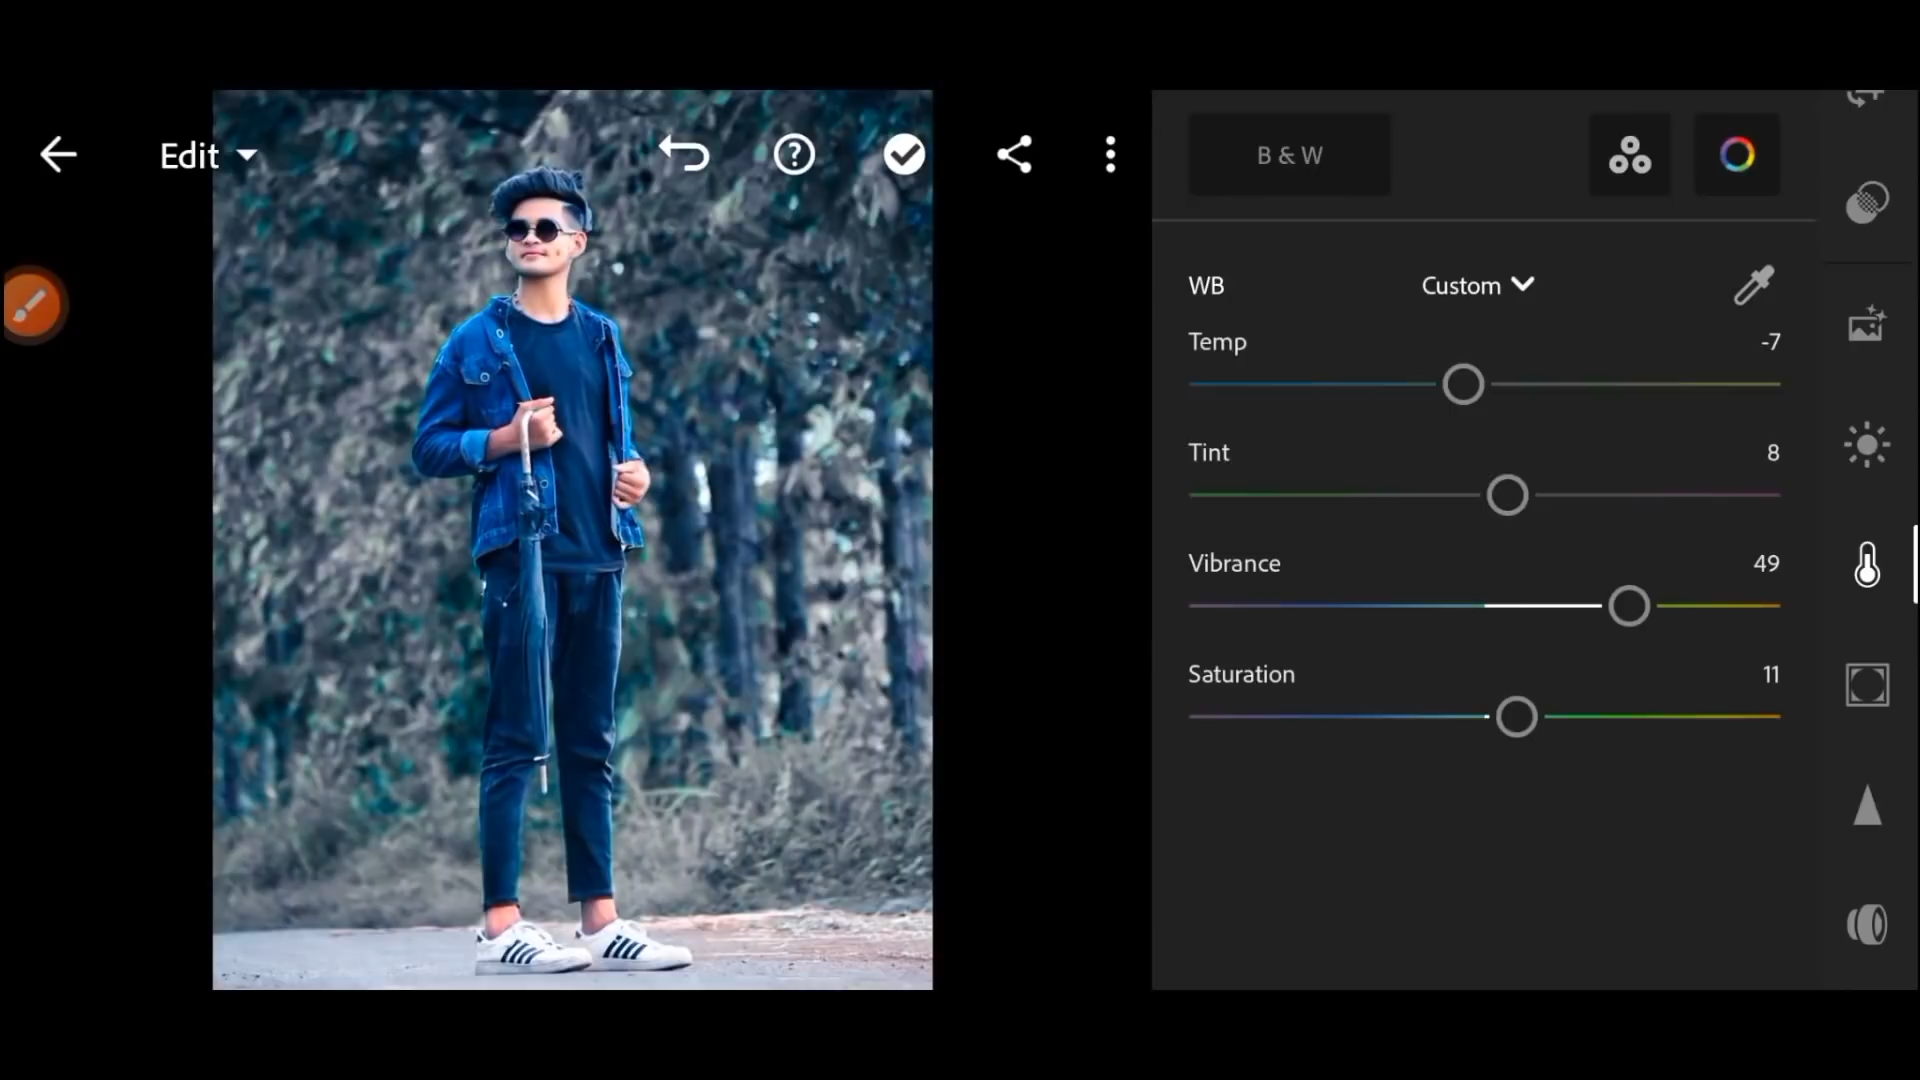 Edit
B & W
WB Custom
Temp -7
Tint 8
Vibrance 49
Saturation 11